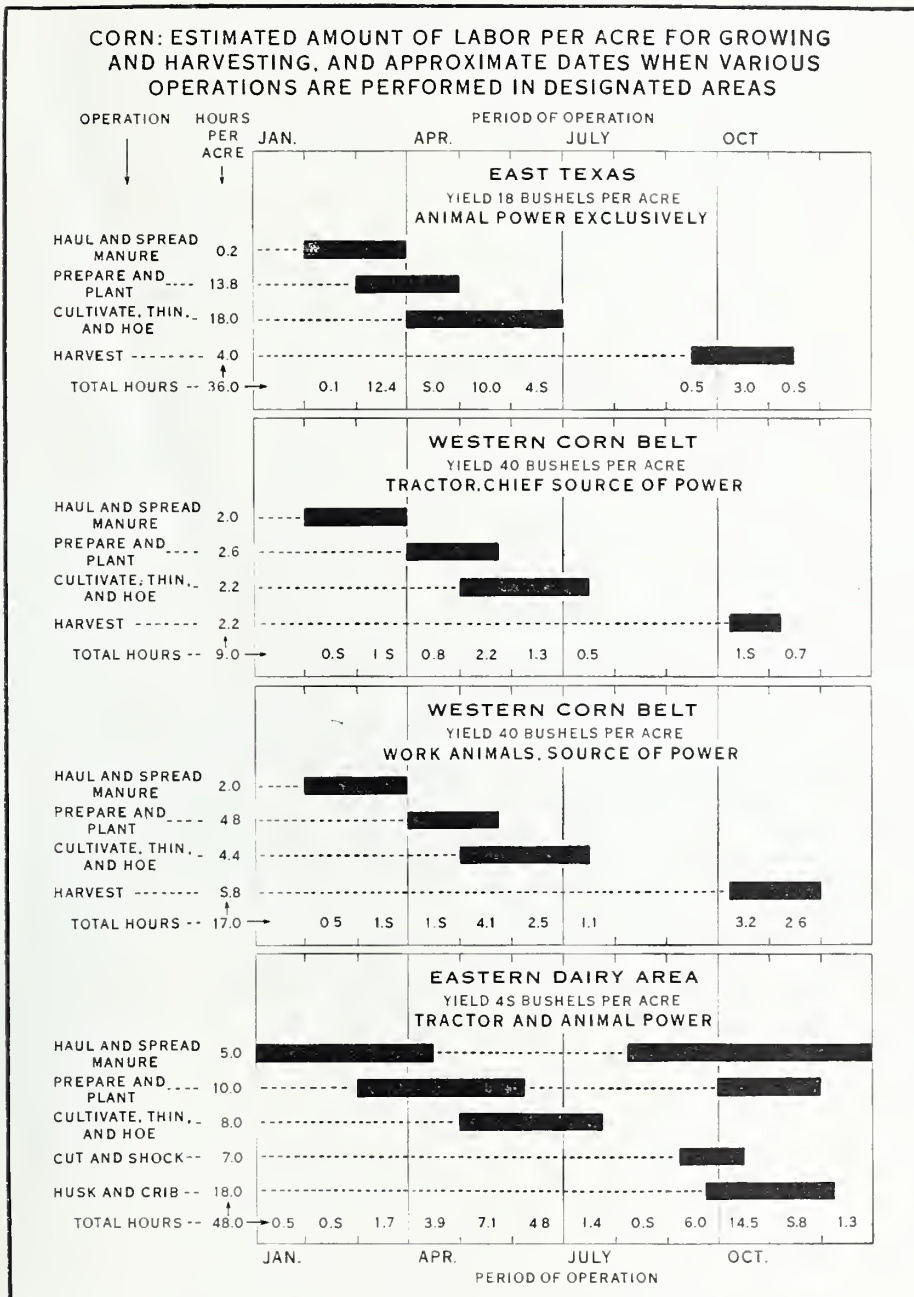 CORN: ESTIMATED AMOUNT OF LABOR PER ACRE FOR GROWING
AND HARVESTING, AND APPROXIMATE DATES WHEN VARIOUS
OPERATIONS ARE PERFORMED IN DESIGNATED AREAS
OPERATION HOURS PER ACRE
PERIOD OF OPERATION
JAN. APR. JULY OCT
EAST TEXAS
YIELD 18 BUSHELS PER ACRE
ANIMAL POWER EXCLUSIVELY
HAUL AND SPREAD
MANURE 0.2
PREPARE AND
PLANT 13.8
CULTIVATE, THIN,
AND HOE 18.0
HARVEST 4.0
TOTAL HOURS 36.0 0.1 12.4 S.0 10.0 4.S 0.5 3.0 0.S
WESTERN CORN BELT
YIELD 40 BUSHELS PER ACRE
TRACTOR, CHIEF SOURCE OF POWER
HAUL AND SPREAD
MANURE 2.0
PREPARE AND
PLANT 2.6
CULTIVATE, THIN,
AND HOE 2.2
HARVEST 2.2
TOTAL HOURS 9.0 0.S 1 S 0.8 2.2 1.3 0.5 1.S 0.7
WESTERN CORN BELT
YIELD 40 BUSHELS PER ACRE
WORK ANIMALS, SOURCE OF POWER
HAUL AND SPREAD
MANURE 2.0
PREPARE AND
PLANT 4 8
CULTIVATE, THIN,
AND HOE 4.4
HARVEST S.8
TOTAL HOURS 17.0 0 5 1.S 1.S 4.1 2.5 1.1 3.2 2 6
EASTERN DAIRY AREA
YIELD 4S BUSHELS PER ACRE
TRACTOR AND ANIMAL POWER
HAUL AND SPREAD
MANURE 5.0
PREPARE AND
PLANT 10.0
CULTIVATE, THIN,
AND HOE 8.0
CUT AND SHOCK 7.0
HUSK AND CRIB 18.0
TOTAL HOURS 48.0 0.5 0.S 1.7 3.9 7.1 4 8 1.4 0.S 6.0 14.5 S.8 1.3
JAN. APR. JULY OCT.
PERIOD OF OPERATION